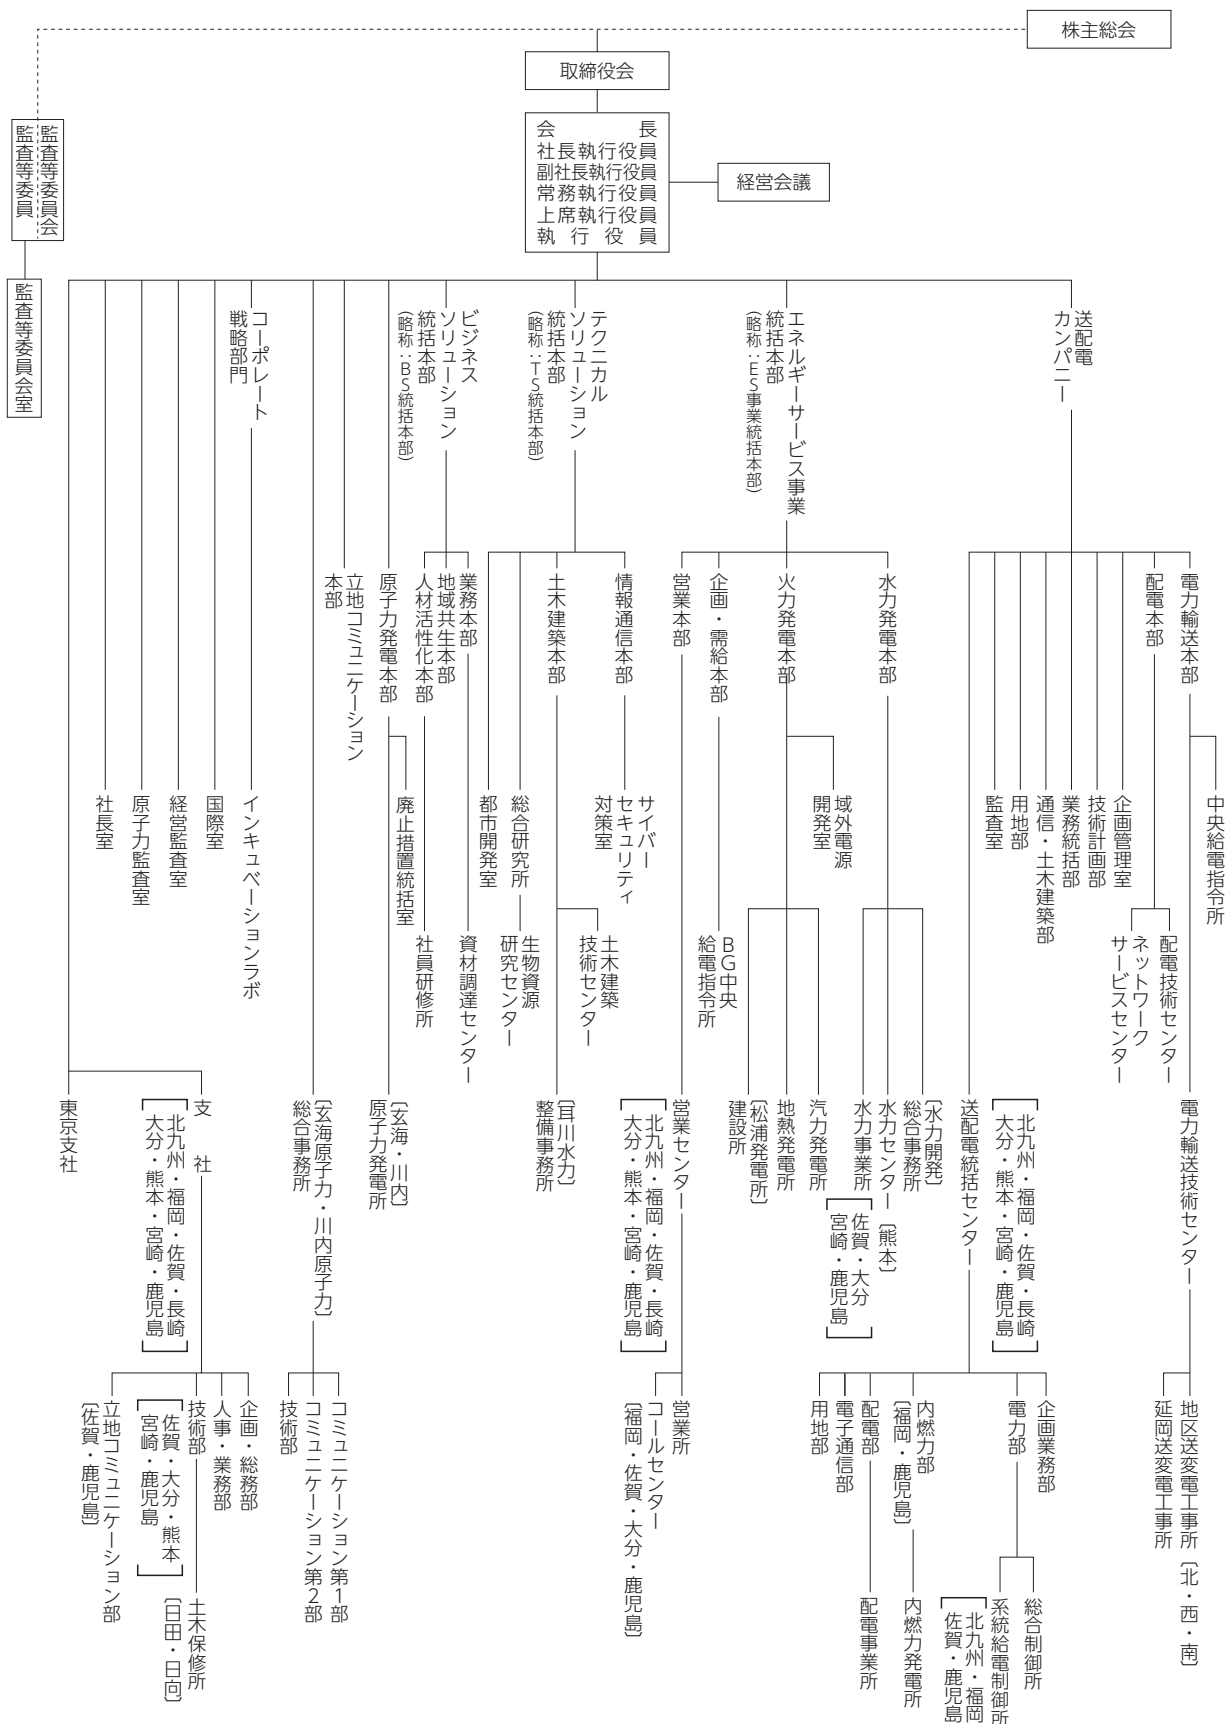 株主総会
取締役会
会長
社長執行役員
副社長執行役員
常務執行役員
上席執行役員
執行役員
経営会議
監査等委員会
監査等委員
監査等委員会室
送配電
カンパニー
エネルギーサービス事業
統括本部
(略称：ES事業統括本部)
テクニカル
ソリューション
統括本部
(略称：TS統括本部)
ビジネス
ソリューション
統括本部
(略称：BS統括本部)
コーポレート
戦略部門
電力輸送本部
配電本部
水力発電本部
火力発電本部
企画・需給本部
営業本部
情報通信本部
土木建築本部
業務本部
地域共生本部
人材活性化本部
原子力発電本部
立地コミュニケーション
本部
中央給電指令所
企画管理室
技術計画部
業務統括部
通信・土木建築部
用地部
監査室
域外電源
開発室
サイバー
セキュリティ
対策室
総合研究所
都市開発室
廃止措置統括室
インキュベーションラボ
国際室
経営監査室
原子力監査室
社長室
配電技術センター
ネットワーク
サービスセンター
BG中央
給電指令所
土木建築
技術センター
生物資源
研究センター
資材調達センター
社員研修所
電力輸送技術センター
北九州・福岡・佐賀・長崎
大分・熊本・宮崎・鹿児島
送配電統括センター
〔水力開発〕
総合事務所
水力センター〔熊本〕
水力事業所
佐賀・大分
宮崎・鹿児島
汽力発電所
地熱発電所
〔松浦発電所〕
建設所
営業センター
北九州・福岡・佐賀・長崎
大分・熊本・宮崎・鹿児島
〔耳川水力〕
整備事務所
〔玄海・川内〕
原子力発電所
〔玄海原子力・川内原子力〕
総合事務所
支社
北九州・福岡・佐賀・長崎
大分・熊本・宮崎・鹿児島
東京支社
地区送変電工事所〔北・西・南〕
延岡送変電工事所
企画業務部
電力部
内燃力部
〔福岡・鹿児島〕
配電部
電子通信部
用地部
営業所
コールセンター
〔福岡・佐賀・大分・鹿児島〕
コミュニケーション第1部
コミュニケーション第2部
技術部
企画・総務部
人事・業務部
技術部
佐賀・大分・熊本
宮崎・鹿児島
立地コミュニケーション部
〔佐賀・鹿児島〕
総合制御所
系統給電制御所
北九州・福岡
佐賀・鹿児島
内燃力発電所
配電事業所
土木保修所
〔日田・日向〕